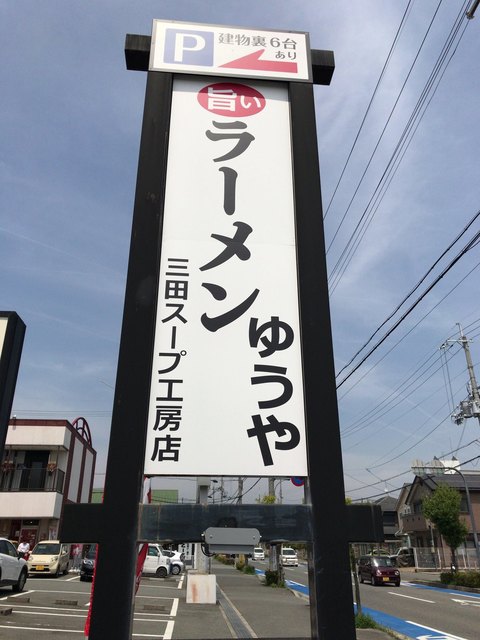 P 建物裏6台
あり
旨い
ラーメン
ゆうや
三田スープ工房店